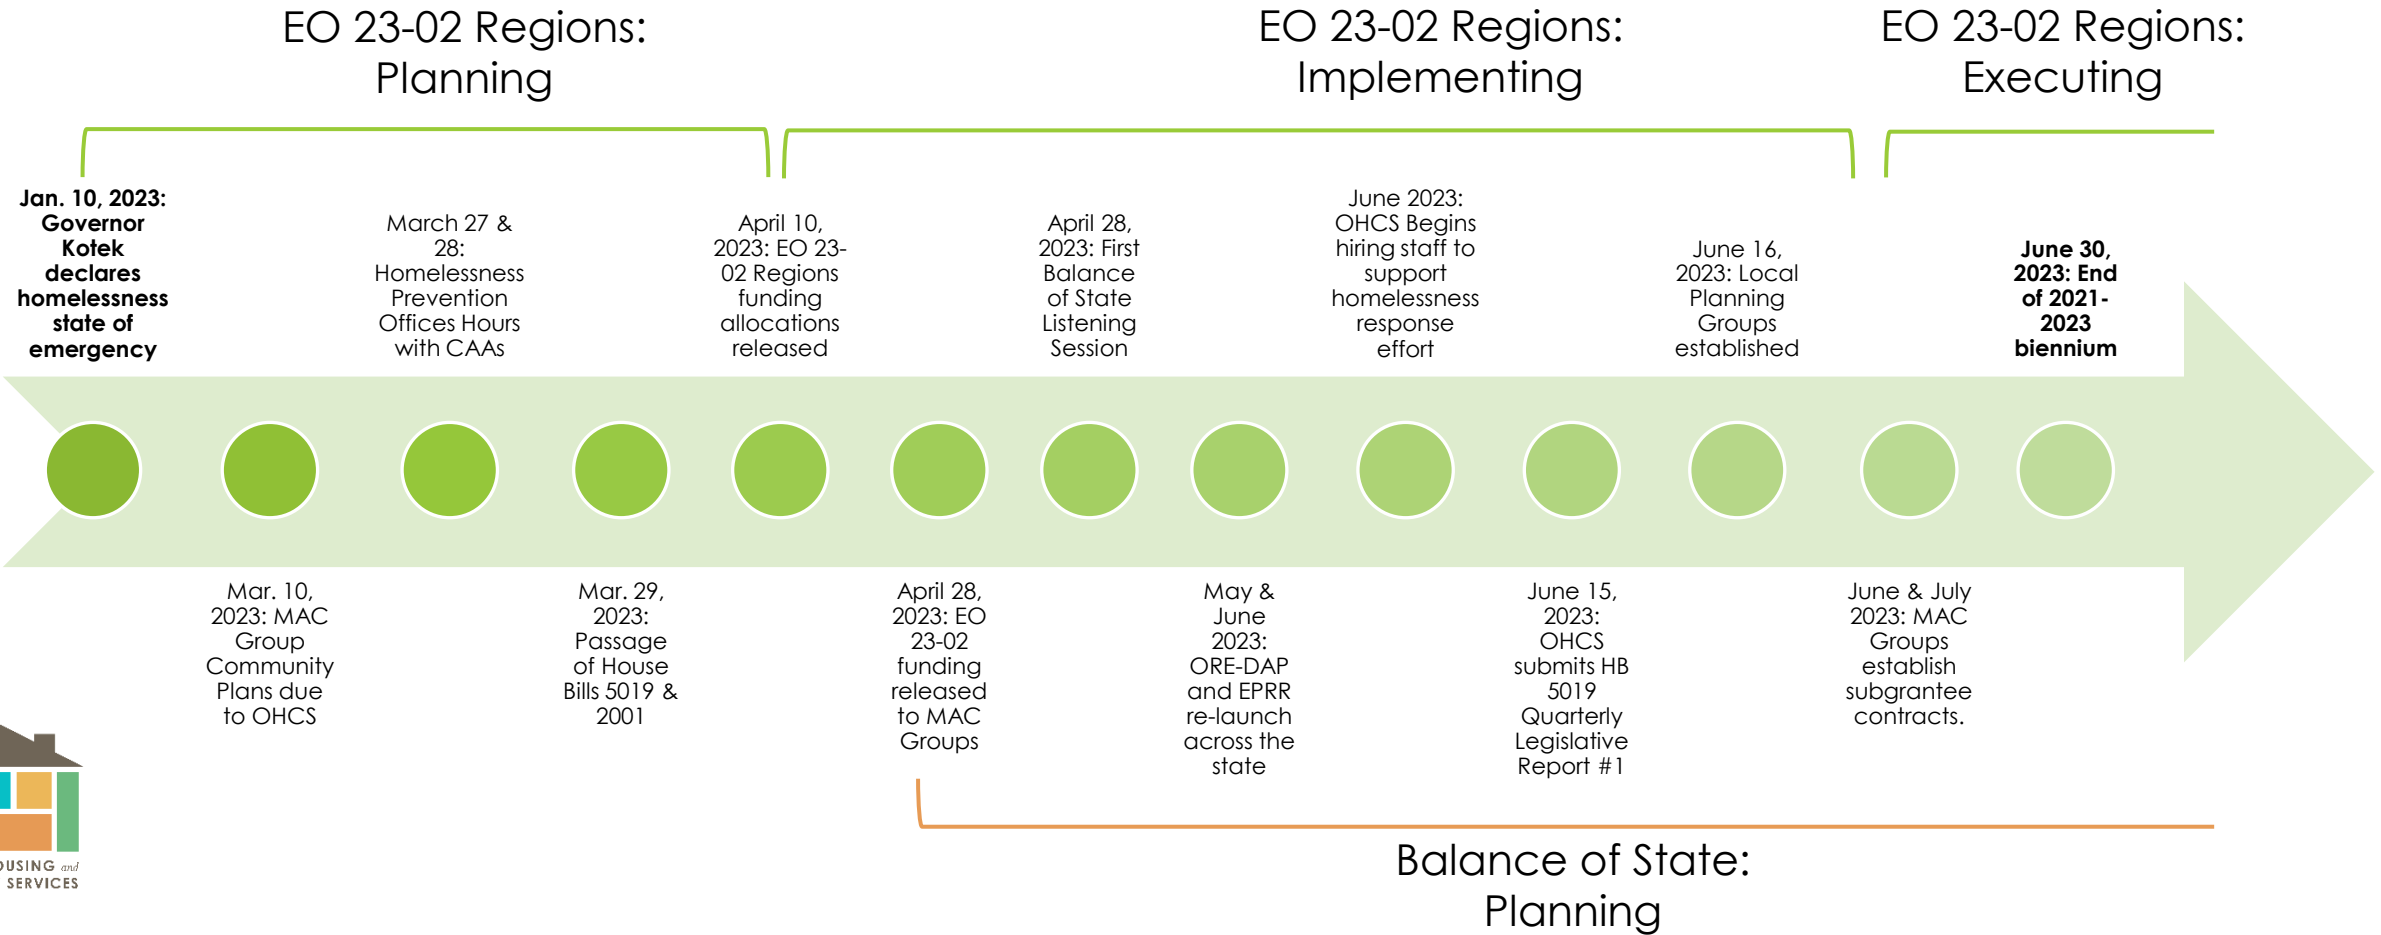 EO 23-02 Regions:
Planning
EO 23-02 Regions:
Implementing
EO 23-02 Regions:
Executing
Jan. 10, 2023:
Governor
Kotek
declares
homelessness
state of
emergency
March 27 &
28:
Homelessness
Prevention
Offices Hours
with CAAs
April 10,
2023: EO 23-
02 Regions
funding
allocations
released
April 28,
2023: First
Balance
of State
Listening
Session
June 2023:
OHCS Begins
hiring staff to
support
homelessness
response
effort
June 16,
2023: Local
Planning
Groups
established
June 30,
2023: End
of 2021-
2023
biennium
Mar. 10,
2023: MAC
Group
Community
Plans due
to OHCS
Mar. 29,
2023:
Passage
of House
Bills 5019 &
2001
April 28,
2023: EO
23-02
funding
released
to MAC
Groups
May &
June
2023:
ORE-DAP
and EPRR
re-launch
across the
state
June 15,
2023:
OHCS
submits HB
5019
Quarterly
Legislative
Report #1
June & July
2023: MAC
Groups
establish
subgrantee
contracts.
OUSING and
SERVICES
Balance of State:
Planning